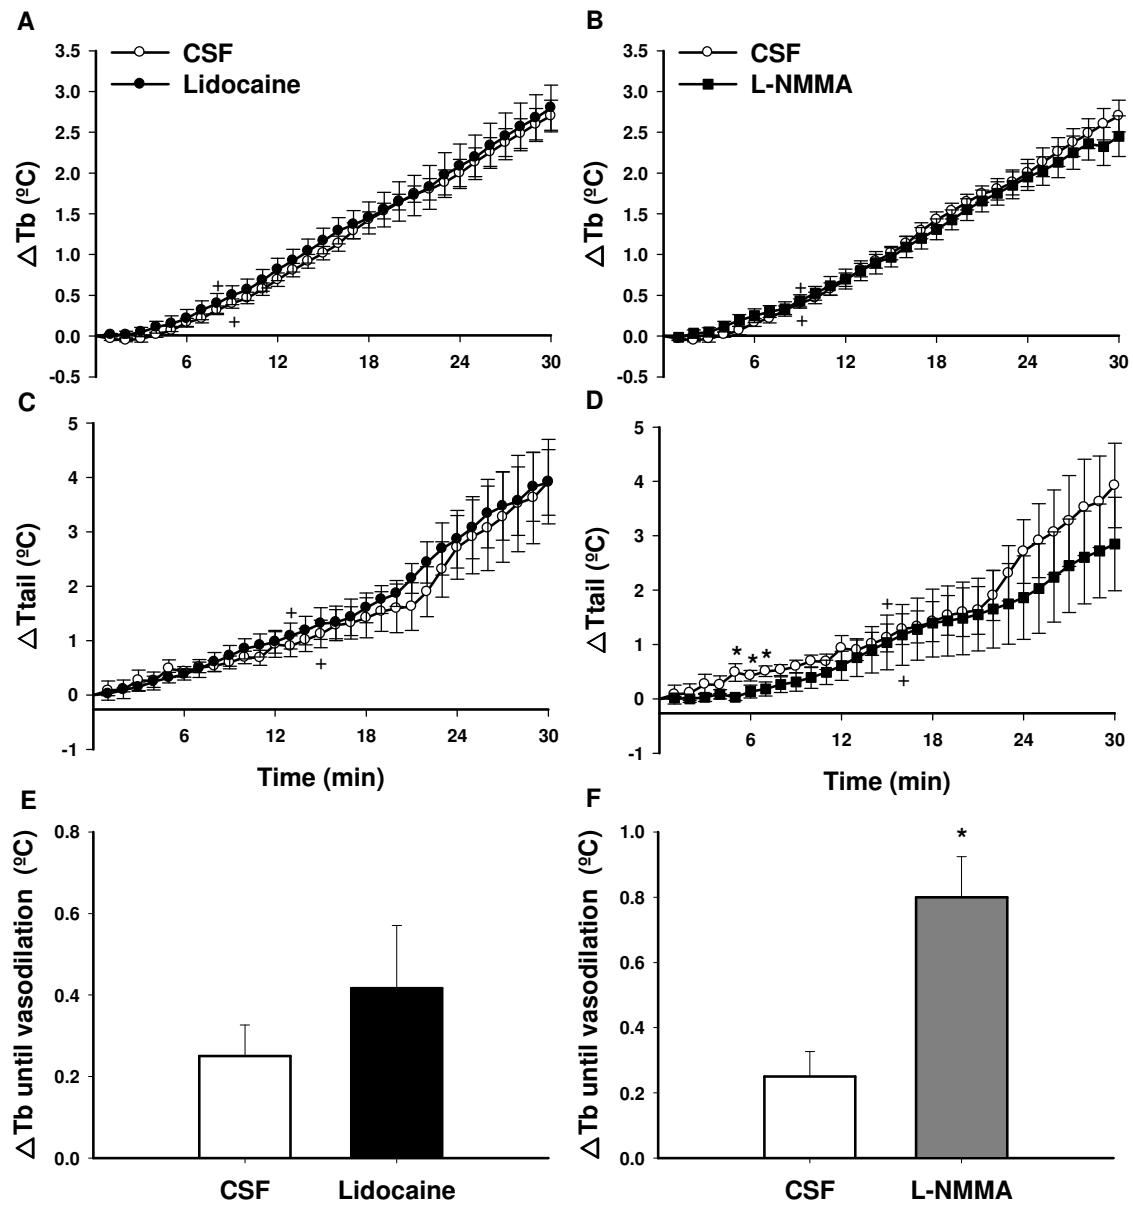 A
3.5
3.0
2.5
2.0
1.5
1.0
0.5
0.0
-0.5
△ Tb (ºC)
CSF
Lidocaine
+
+
6 12 18 24 30
B
3.5
3.0
2.5
2.0
1.5
1.0
0.5
0.0
-0.5
△ Tb (ºC)
CSF
L-NMMA
+
+
6 12 18 24 30
C
5
4
3
2
1
0
-1
△ Ttail (ºC)
+
+
6 12 18 24 30
Time (min)
D
5
4
3
2
1
0
-1
△ Ttail (ºC)
* * *
+
+
6 12 18 24 30
Time (min)
E
0.8
0.6
0.4
0.2
0.0
△ Tb until vasodilation (ºC)
CSF Lidocaine
F
1.0
0.8
0.6
0.4
0.2
0.0
△ Tb until vasodilation (ºC)
*
CSF L-NMMA